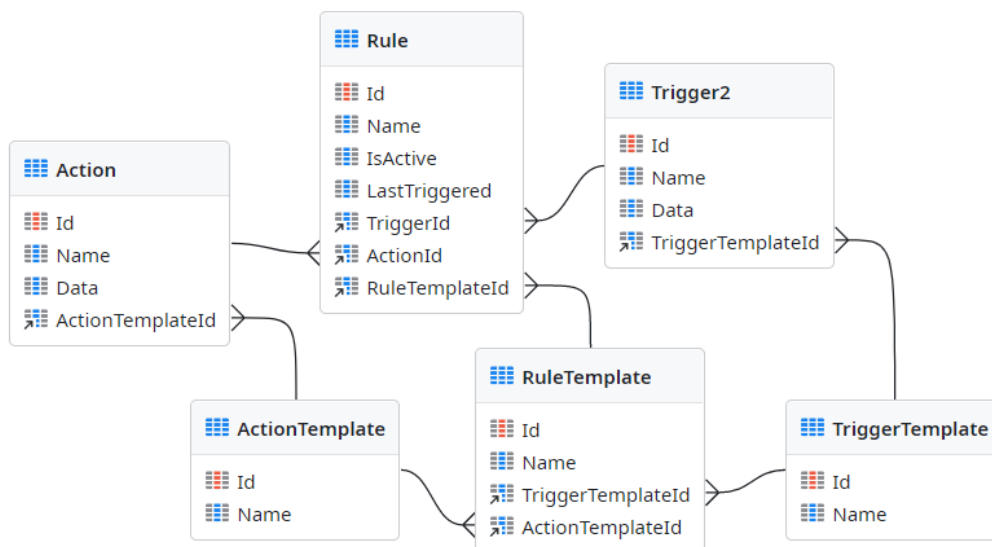 Rule
Id
Name
IsActive
LastTriggered
TriggerId
ActionId
RuleTemplateId
Trigger2
Id
Name
Data
TriggerTemplateId
Action
Id
Name
Data
ActionTemplateId
ActionTemplate
Id
Name
RuleTemplate
Id
Name
TriggerTemplateId
ActionTemplateId
TriggerTemplate
Id
Name